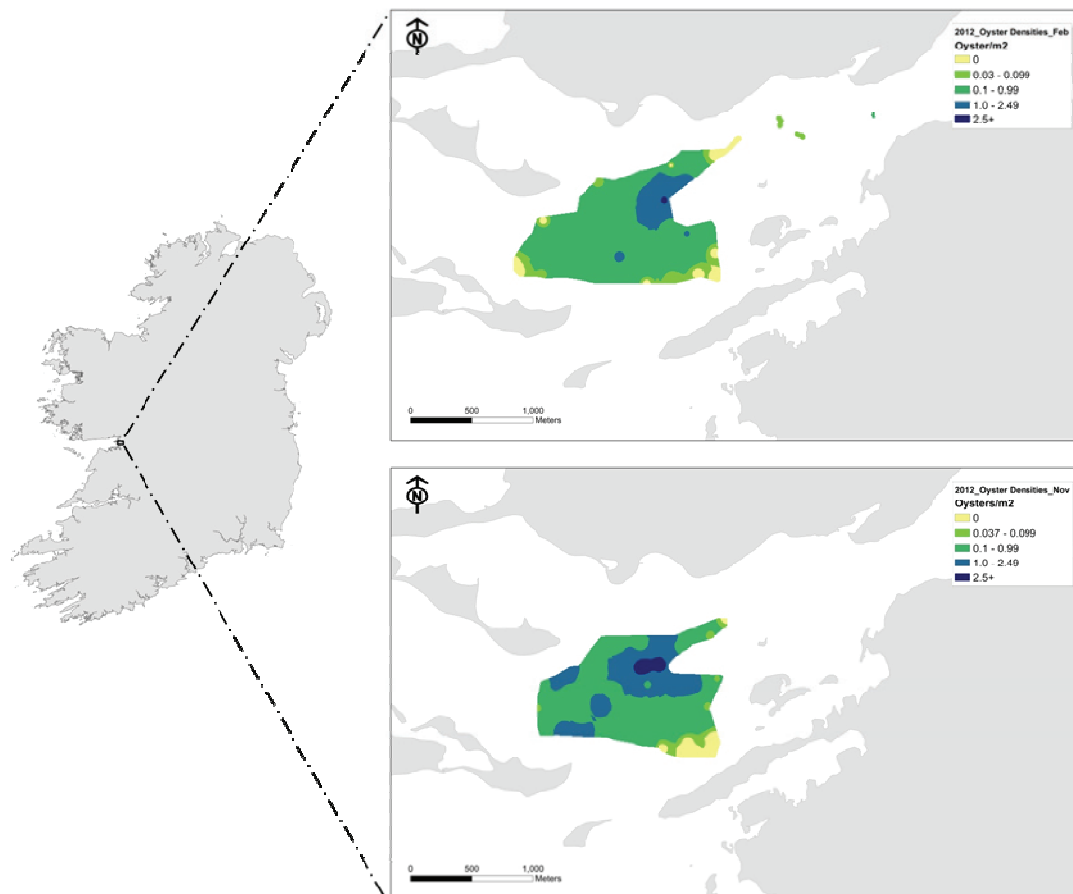 N
2012_Oyster Densities_Feb
Oyster/m2
0
0.03 - 0.099
0.1 - 0.99
1.0 - 2.49
2.5+
0 500 1,000
Meters
N
2012_Oyster Densities_Nov
Oysters/m2
0
0.037 - 0.099
0.1 - 0.99
1.0 - 2.49
2.5+
0 500 1,000
Meters